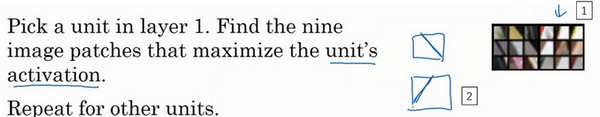 Pick a unit in layer 1. Find the nine
image patches that maximize the unit's
activation.
Repeat for other units.
1
2